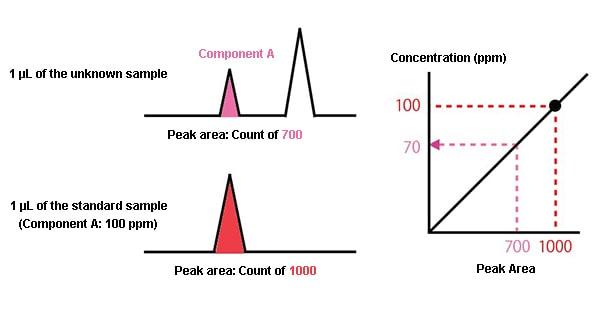 Component A
1 µL of the unknown sample
Peak area: Count of 700
1 µL of the standard sample
(Component A: 100 ppm)
Peak area: Count of 1000
Concentration (ppm)
100
70
700 1000
Peak Area